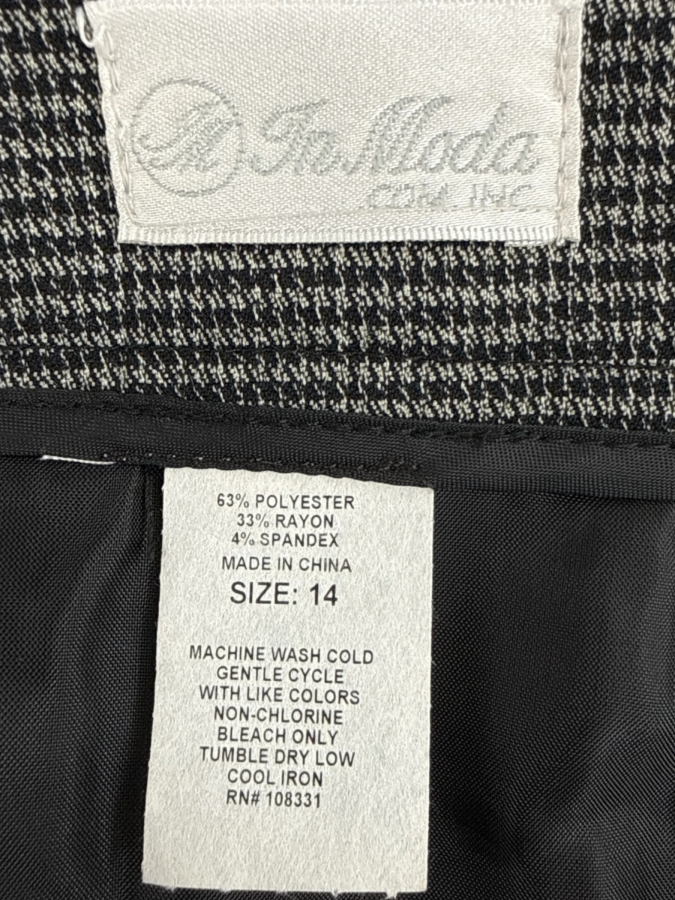 In Moda
COM. INC.
63% POLYESTER
33% RAYON
4% SPANDEX
MADE IN CHINA
SIZE: 14
MACHINE WASH COLD
GENTLE CYCLE
WITH LIKE COLORS
NON-CHLORINE
BLEACH ONLY
TUMBLE DRY LOW
COOL IRON
RN# 108331